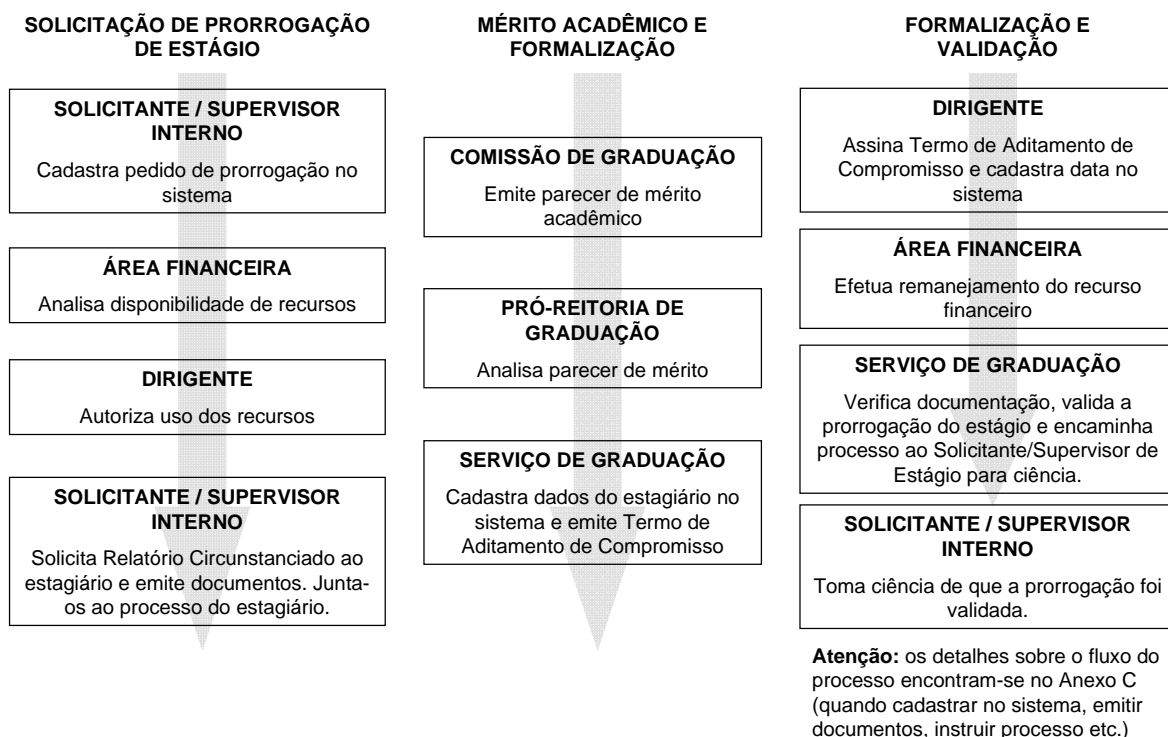 SOLICITAÇÃO DE PRORROGAÇÃO
DE ESTÁGIO
SOLICITANTE / SUPERVISOR
INTERNO
Cadastra pedido de prorrogação no
sistema
ÁREA FINANCEIRA
Analisa disponibilidade de recursos
DIRIGENTE
Autoriza uso dos recursos
SOLICITANTE / SUPERVISOR
INTERNO
Solicita Relatório Circunstanciado ao
estagiário e emite documentos. Junta-
os ao processo do estagiário.
MÉRITO ACADÊMICO E
FORMALIZAÇÃO
COMISSÃO DE GRADUAÇÃO
Emite parecer de mérito
acadêmico
PRÓ-REITORIA DE
GRADUAÇÃO
Analisa parecer de mérito
SERVIÇO DE GRADUAÇÃO
Cadastra dados do estagiário no
sistema e emite Termo de
Aditamento de Compromisso
FORMALIZAÇÃO E
VALIDAÇÃO
DIRIGENTE
Assina Termo de Aditamento de
Compromisso e cadastra data no
sistema
ÁREA FINANCEIRA
Efetua remanejamento do recurso
financeiro
SERVIÇO DE GRADUAÇÃO
Verifica documentação, valida a
prorrogação do estágio e encaminha
processo ao Solicitante/Supervisor de
Estágio para ciência.
SOLICITANTE / SUPERVISOR
INTERNO
Toma ciência de que a prorrogação foi
validada.
Atenção: os detalhes sobre o fluxo do
processo encontram-se no Anexo C
(quando cadastrar no sistema, emitir
documentos, instruir processo etc.)